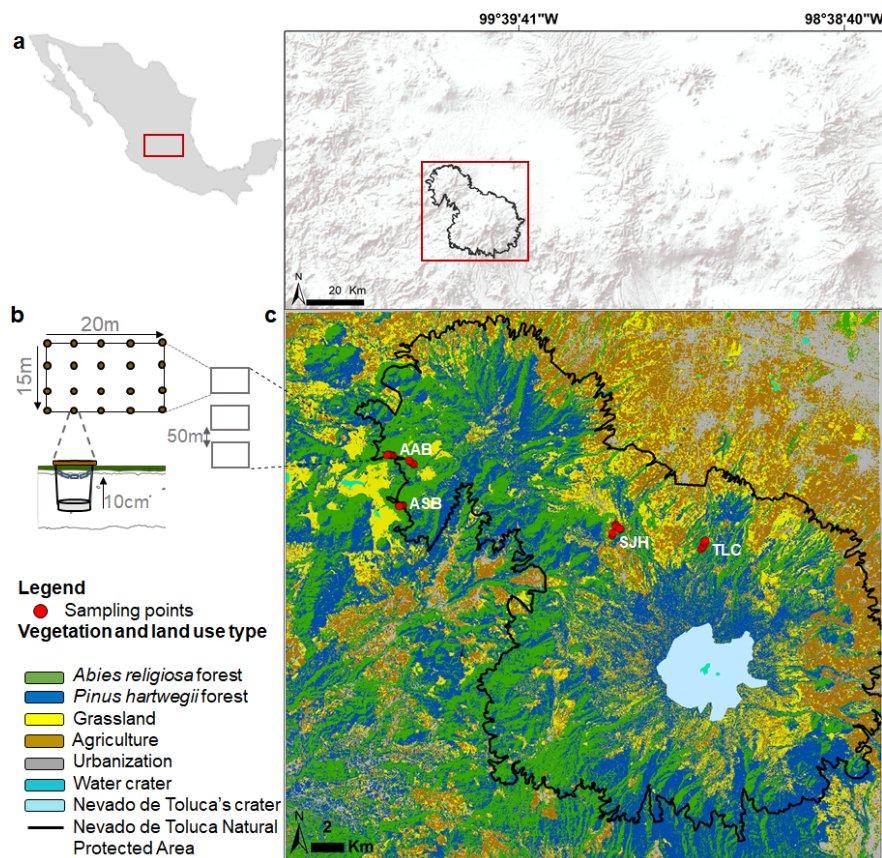 99°39'41"W
98°38'40"W
a
N
20 Km
b
20m
15m
50m
10cm
c
AAB
ASB
SJH
TLC
2
Km
N
Legend
Sampling points
Vegetation and land use type
Abies religiosa forest
Pinus hartwegii forest
Grassland
Agriculture
Urbanization
Water crater
Nevado de Toluca's crater
Nevado de Toluca Natural
Protected Area